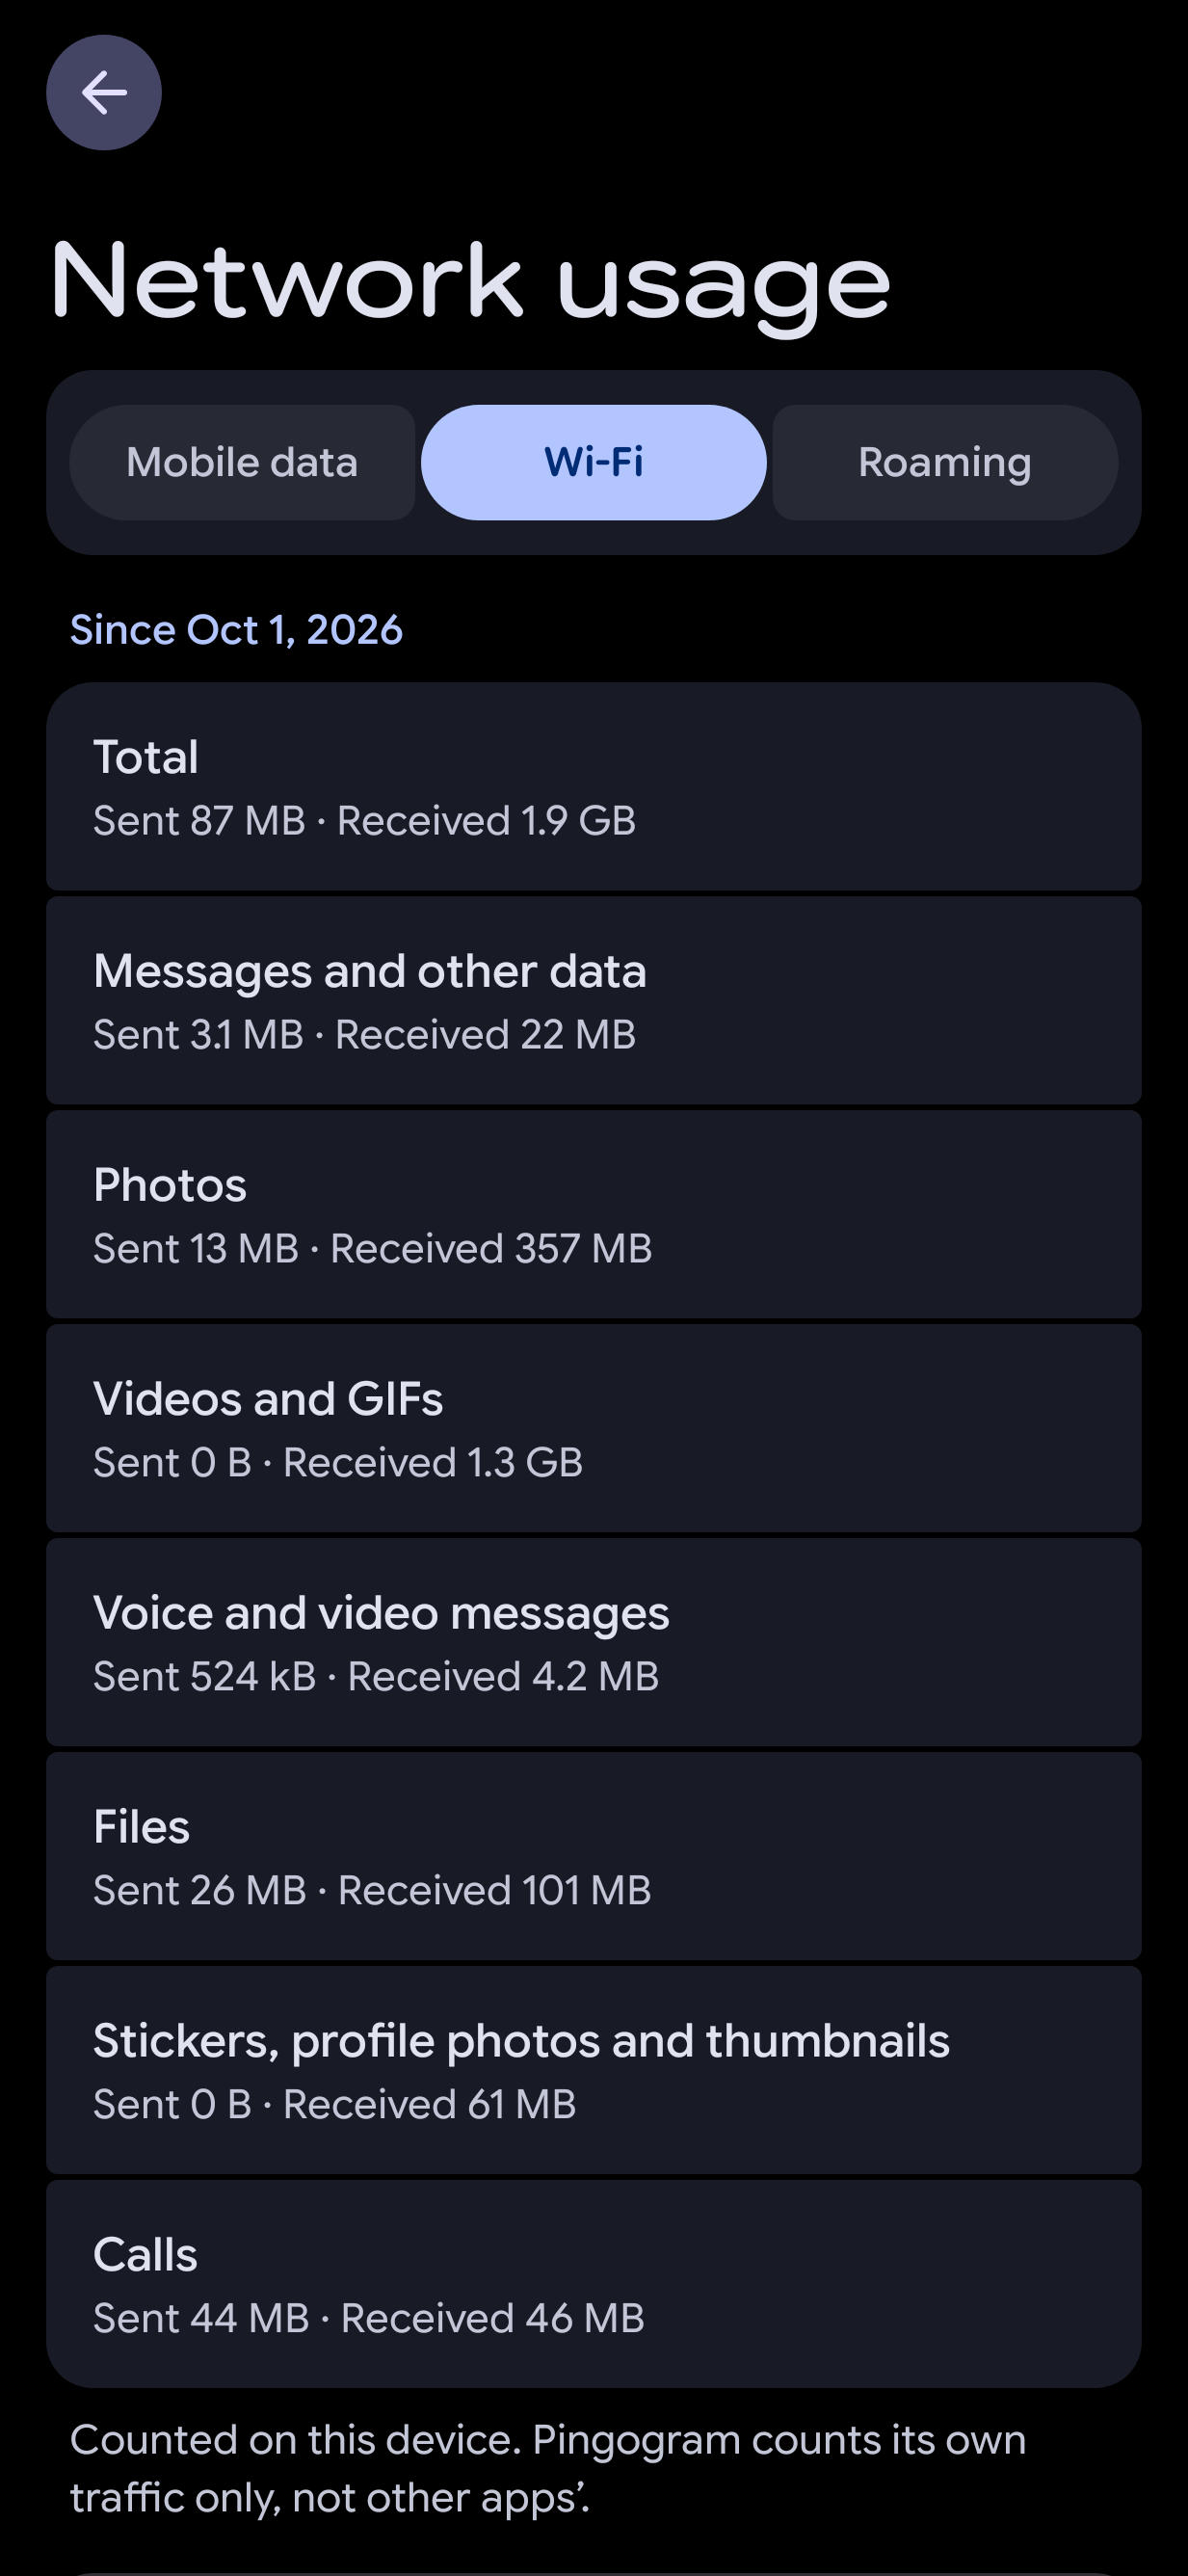 Network usage
Mobile data
Wi-Fi
Roaming
Since Oct 1, 2026
Total
Sent 87 MB · Received 1.9 GB
Messages and other data
Sent 3.1 MB · Received 22 MB
Photos
Sent 13 MB · Received 357 MB
Videos and GIFs
Sent 0 B · Received 1.3 GB
Voice and video messages
Sent 524 kB · Received 4.2 MB
Files
Sent 26 MB · Received 101 MB
Stickers, profile photos and thumbnails
Sent 0 B · Received 61 MB
Calls
Sent 44 MB · Received 46 MB
Counted on this device. Pingogram counts its own
traffic only, not other apps’.